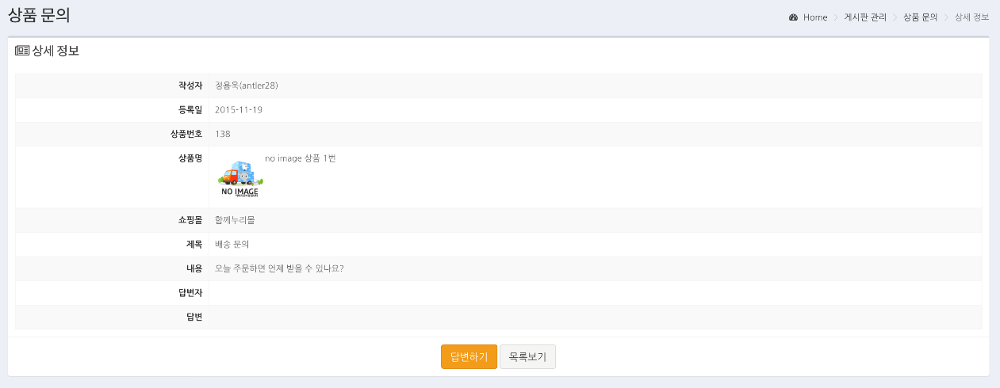 상품 문의
Home > 게시판 관리 > 상품 문의 > 상세 정보
상세 정보
작성자 정용욱(antler28)
등록일 2015-11-19
상품번호 138
상품명 no image 상품 1번
NO IMAGE
쇼핑몰 함께누리몰
제목 배송 문의
내용 오늘 주문하면 언제 받을 수 있나요?
답변자
답변
답변하기 목록보기